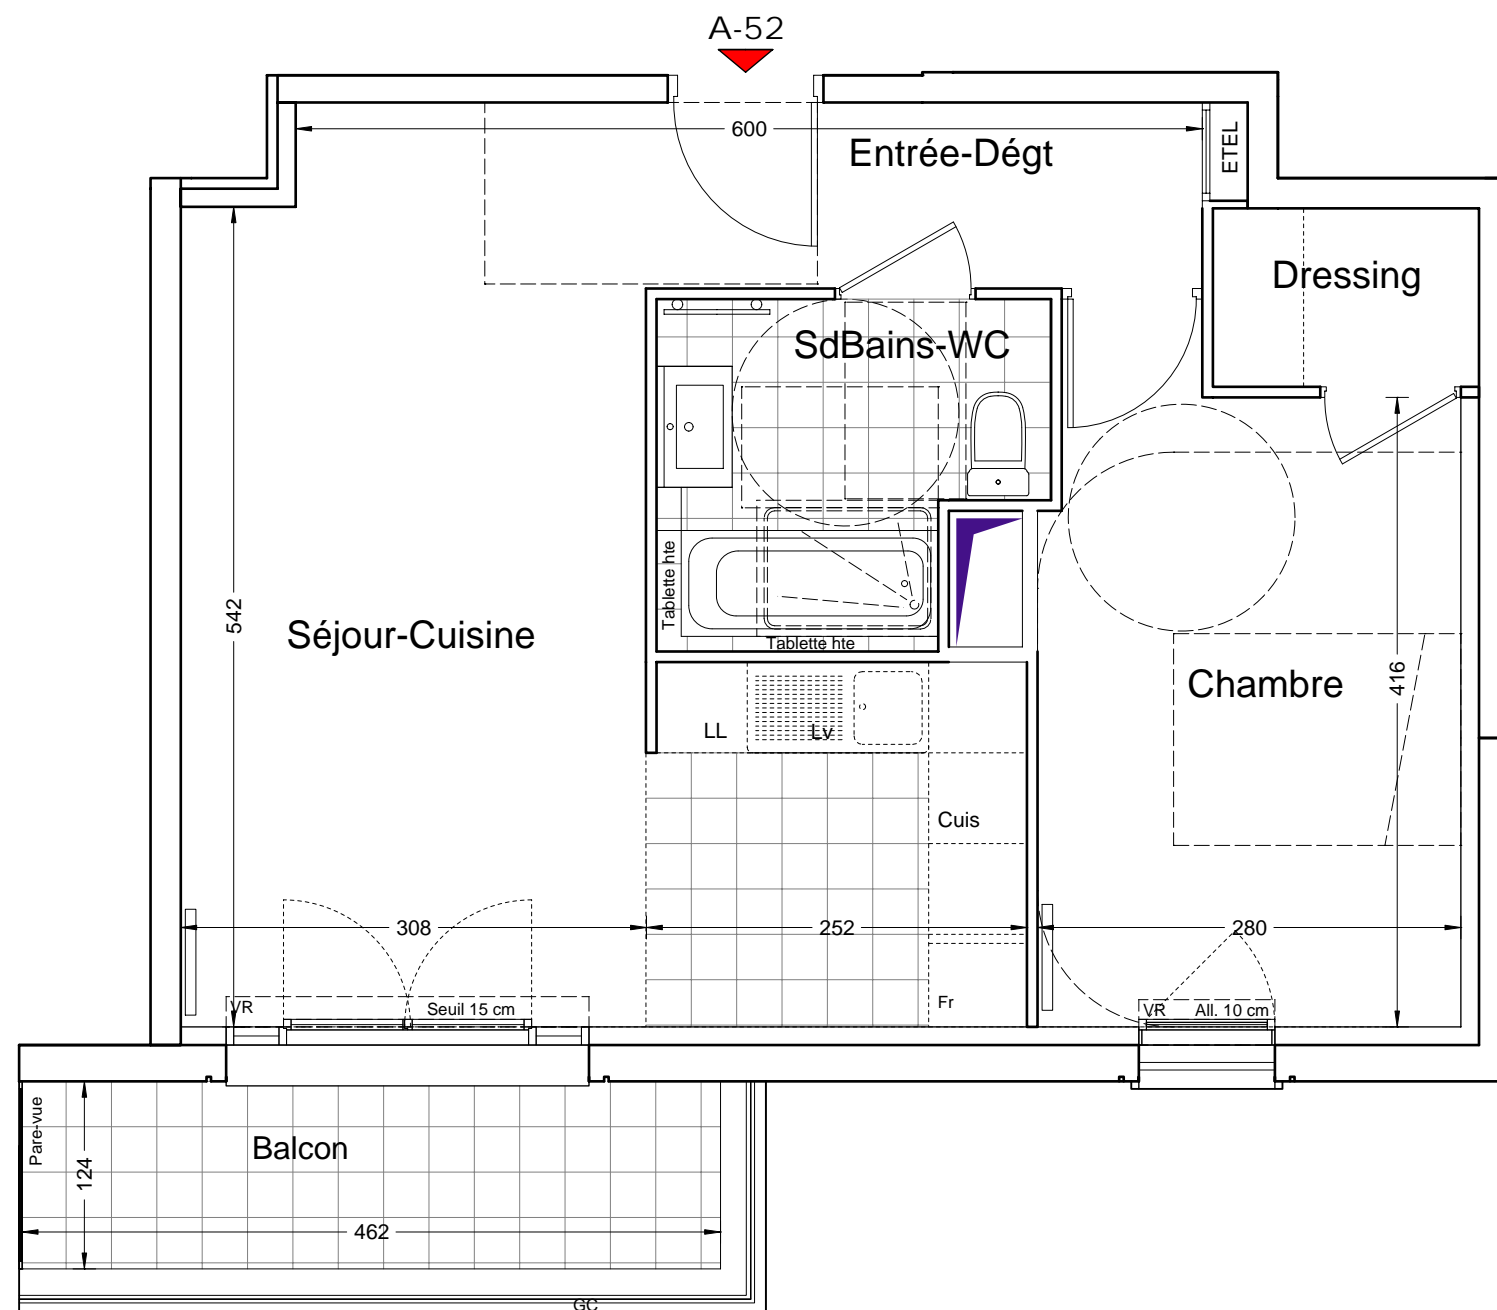 A-52
600
Entrée-Dégt
ETEL
Dressing
SdBains-WC
542
Séjour-Cuisine
Tablette hte
Tablette hte
Chambre
416
LL
Lv
Cuis
308
252
280
VR
Seuil 15 cm
Fr
VR
All. 10 cm
Pare-vue
124
Balcon
462
GC